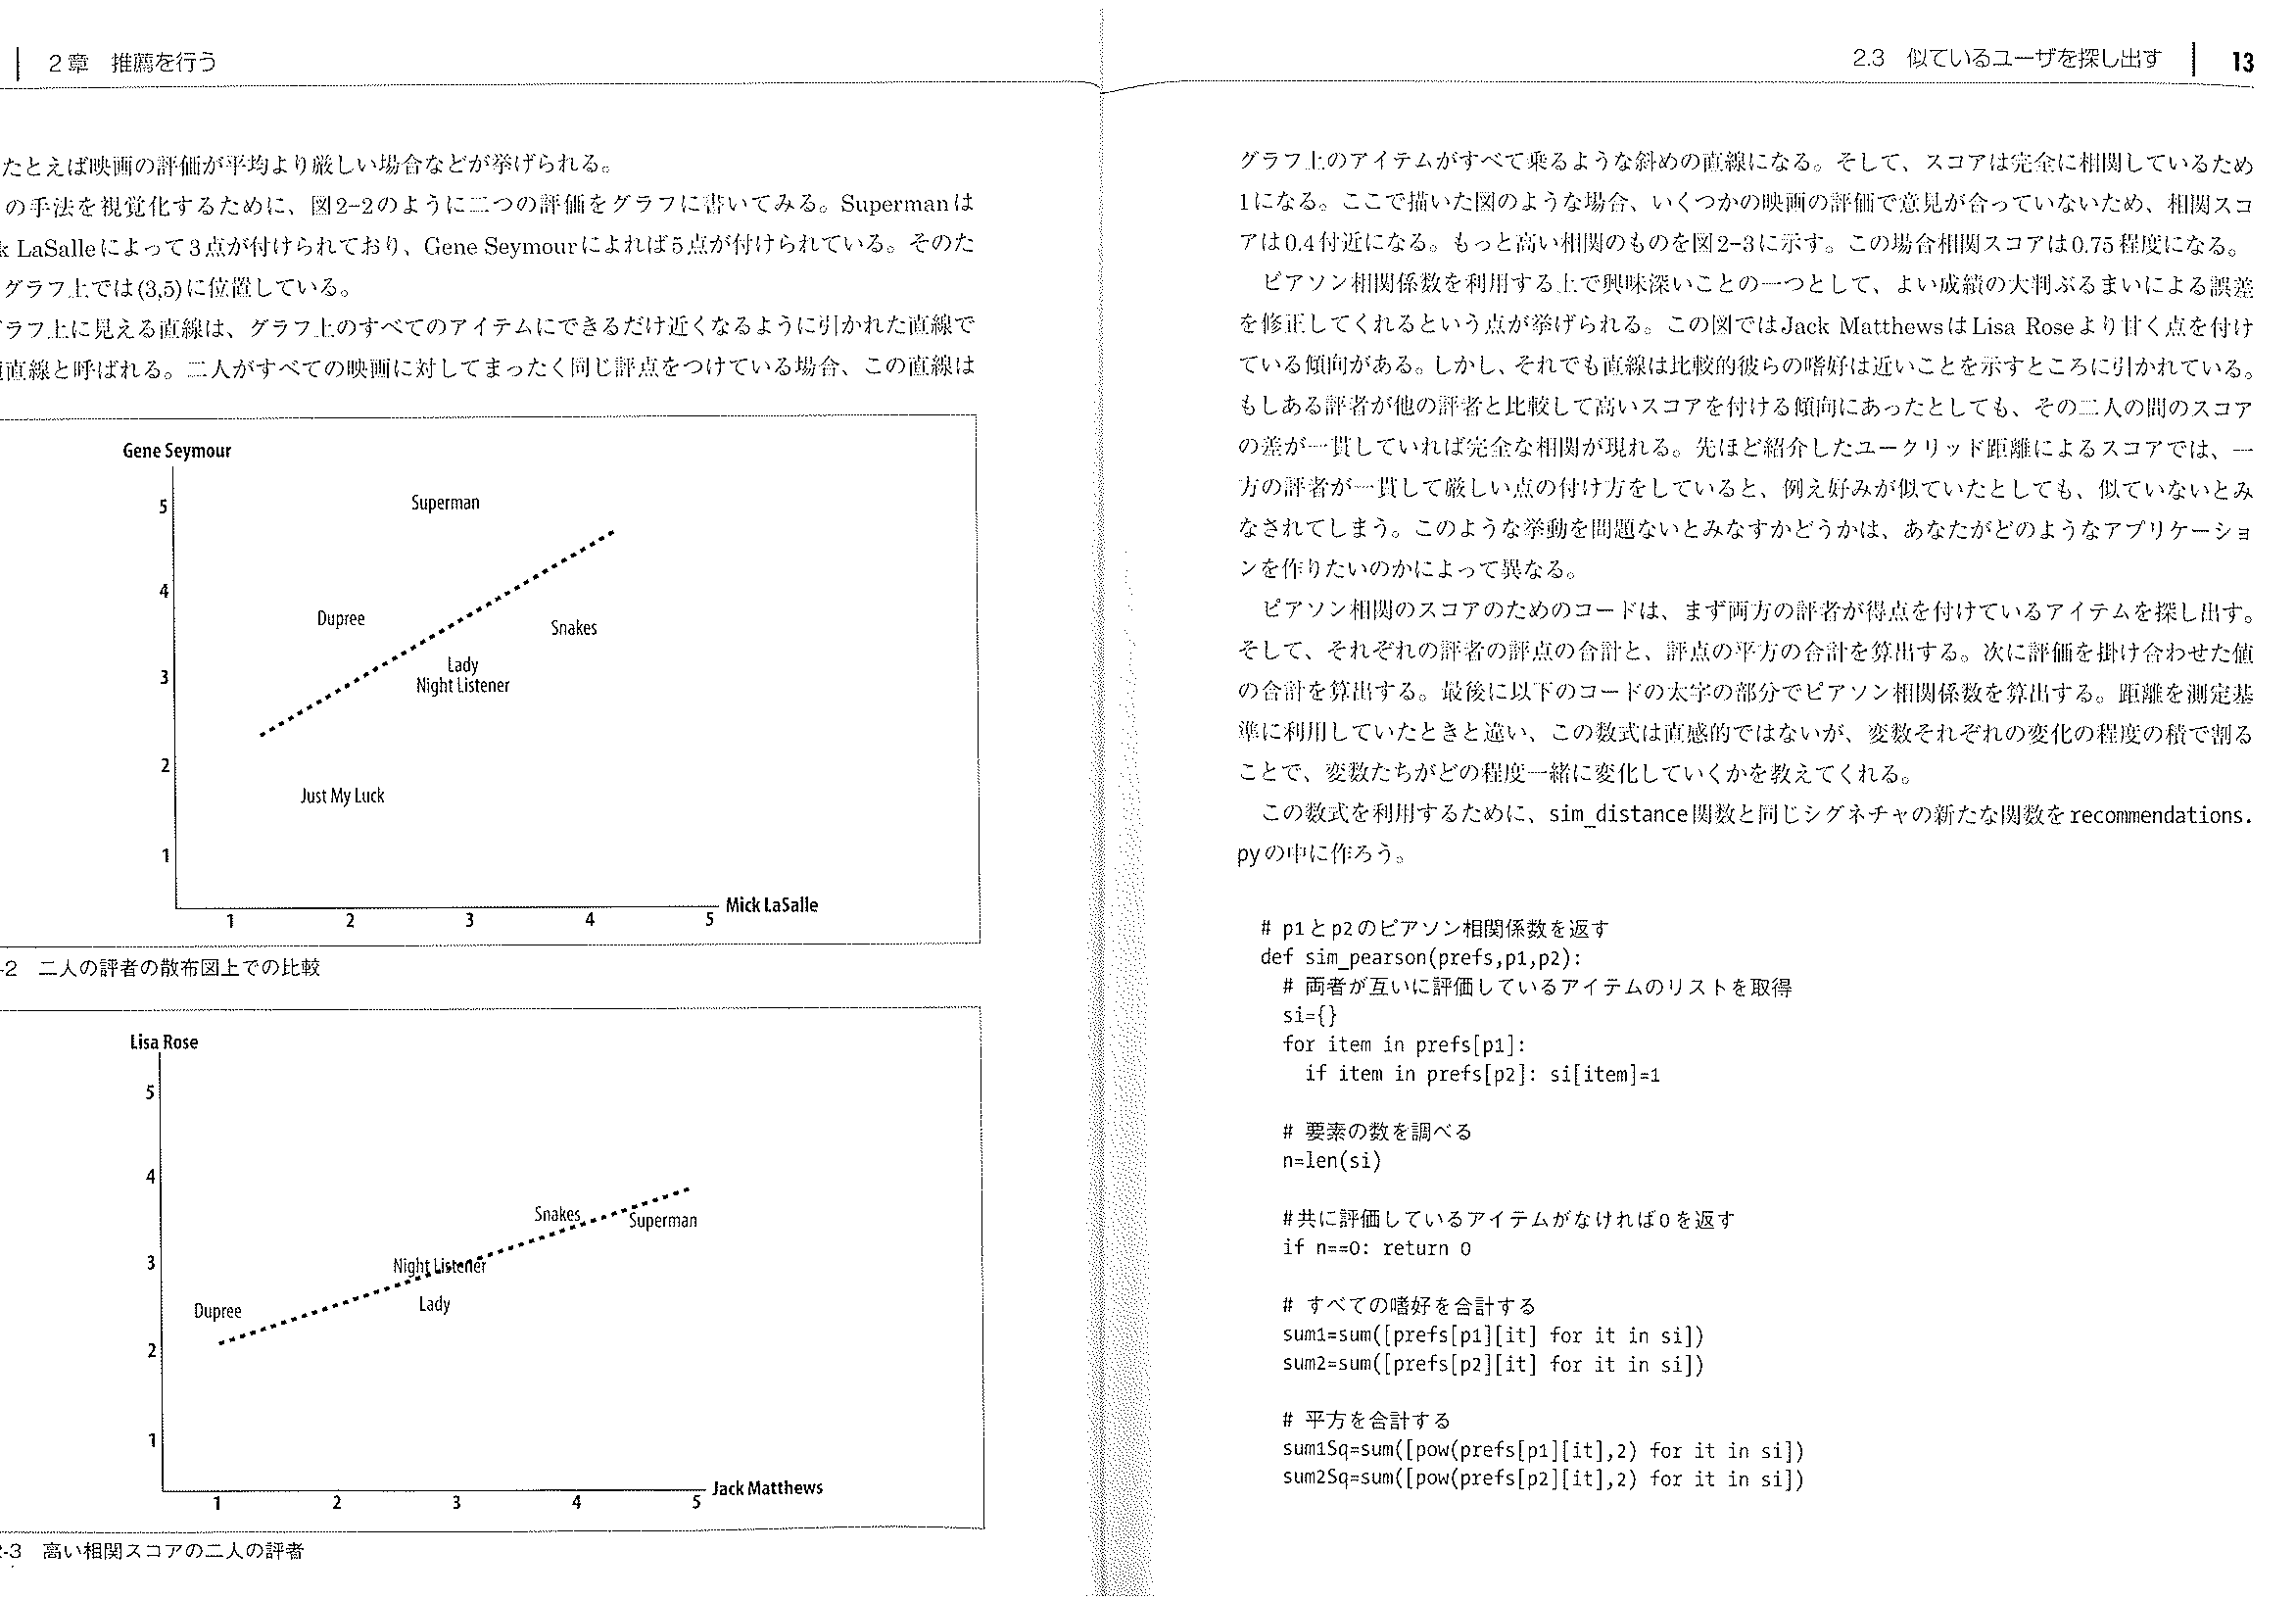 2章 推薦を行う
たとえば映画の評価が平均より厳しい場合などが挙げられる。
の手法を視覚化するために、図2-2のように二つの評価をグラフに書いてみる。Supermanは
k LaSalleによって3点が付けられており、Gene Seymourによれば5点が付けられている。そのた
グラフ上では(3,5)に位置している。
ラフ上に見える直線は、グラフ上のすべてのアイテムにできるだけ近くなるように引かれた直線で
直線と呼ばれる。二人がすべての映画に対してまったく同じ評点をつけている場合、この直線は
Gene Seymour
5
Superman
4
Dupree
Snakes
Lady
3
Night Listener
2
Just My Luck
1
Mick LaSalle
1 2 3 4 5
-2 二人の評者の散布図上での比較
Lisa Rose
5
4
Snakes
Superman
3
Night Listener
Lady
Dupree
2
1
Jack Matthews
1 2 3 4 5
2-3 高い相関スコアの二人の評者
2.3 似ているユーザを探し出す 13
グラフ上のアイテムがすべて乗るような斜めの直線になる。そして、スコアは完全に相関しているため
1になる。ここで描いた図のような場合、いくつかの映画の評価で意見が合っていないため、相関スコ
アは0.4付近になる。もっと高い相関のものを図2-3に示す。この場合相関スコアは0.75程度になる。
ピアソン相関係数を利用する上で興味深いことの一つとして、よい成績の大判ぶるまいによる誤差
を修正してくれるという点が挙げられる。この図ではJack MatthewsはLisa Roseより甘く点を付け
ている傾向がある。しかし、それでも直線は比較的彼らの嗜好は近いことを示すところに引かれている。
もしある評者が他の評者と比較して高いスコアを付ける傾向にあったとしても、その二人の間のスコア
の差が一貫していれば完全な相関が現れる。先ほど紹介したユークリッド距離によるスコアでは、一
方の評者が一貫して厳しい点の付け方をしていると、例え好みが似ていたとしても、似ていないとみ
なされてしまう。このような挙動を問題ないとみなすかどうかは、あなたがどのようなアプリケーショ
ンを作りたいのかによって異なる。
ピアソン相関のスコアのためのコードは、まず両方の評者が得点を付けているアイテムを探し出す。
そして、それぞれの評者の評点の合計と、評点の平方の合計を算出する。次に評価を掛け合わせた値
の合計を算出する。最後に以下のコードの太字の部分でピアソン相関係数を算出する。距離を測定基
準に利用していたときと違い、この数式は直感的ではないが、変数それぞれの変化の程度の積で割る
ことで、変数たちがどの程度一緒に変化していくかを教えてくれる。
この数式を利用するために、sim_distance関数と同じシグネチャの新たな関数をrecommendations.
pyの中に作ろう。
# p1とp2のピアソン相関係数を返す
def sim_pearson(prefs,p1,p2):
# 両者が互いに評価しているアイテムのリストを取得
si={}
for item in prefs[p1]:
if item in prefs[p2]: si[item]=1
# 要素の数を調べる
n=len(si)
#共に評価しているアイテムがなければ0を返す
if n==0: return 0
# すべての嗜好を合計する
sum1=sum([prefs[p1][it] for it in si])
sum2=sum([prefs[p2][it] for it in si])
# 平方を合計する
sum1Sq=sum([pow(prefs[p1][it],2) for it in si])
sum2Sq=sum([pow(prefs[p2][it],2) for it in si])